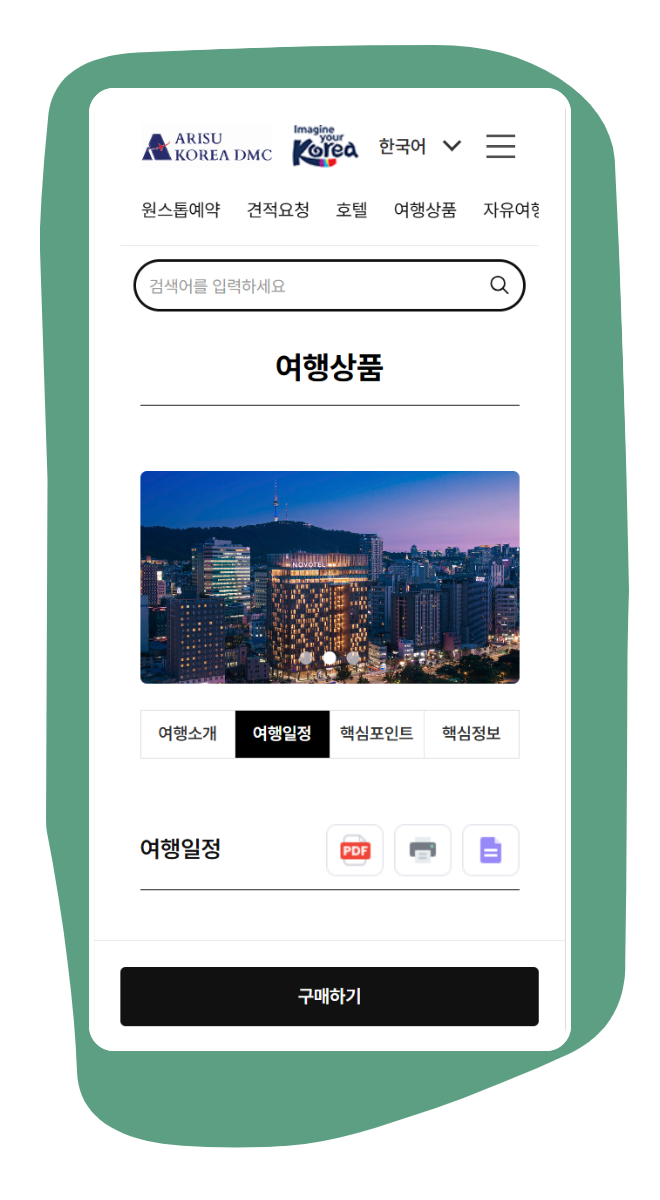 ARISU
KOREA DMC
Imagine
your
Korea
한국어
원스톱예약 견적요청 호텔 여행상품 자유여행
검색어를 입력하세요
여행상품
NOVOTEL
여행소개 여행일정 핵심포인트 핵심정보
여행일정
PDF
구매하기